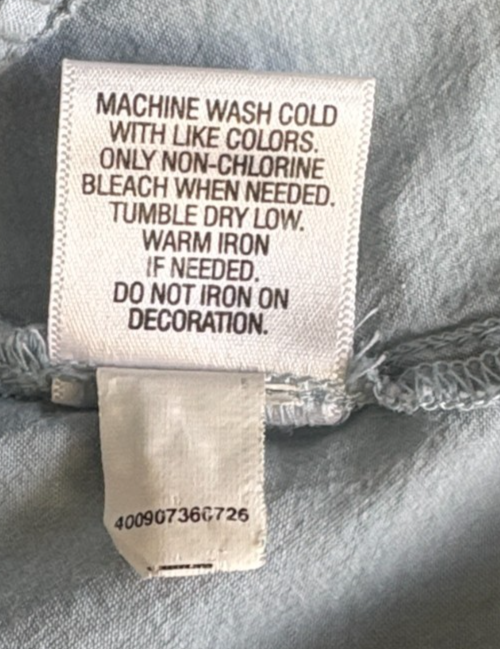 MACHINE WASH COLD
WITH LIKE COLORS.
ONLY NON-CHLORINE
BLEACH WHEN NEEDED.
TUMBLE DRY LOW.
WARM IRON
IF NEEDED.
DO NOT IRON ON
DECORATION.
400907360726